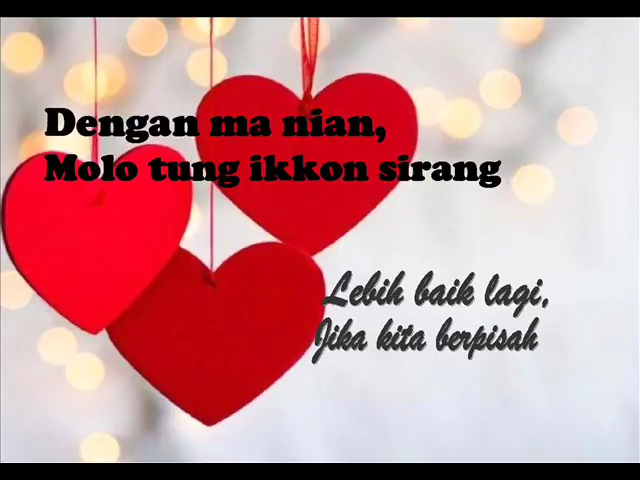 Dengan ma nian,
Molo tung ikkon sirang
Lebih baik lagi,
Jika kita berpisah